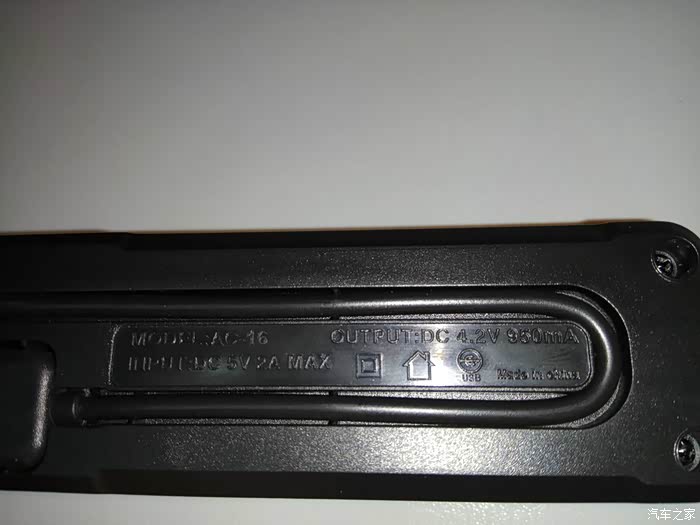 MODEL:AC-16
OUTPUT:DC 4.2V 950mA
INPUT:DC 5V 2A MAX
USB
Made in China
汽车之家